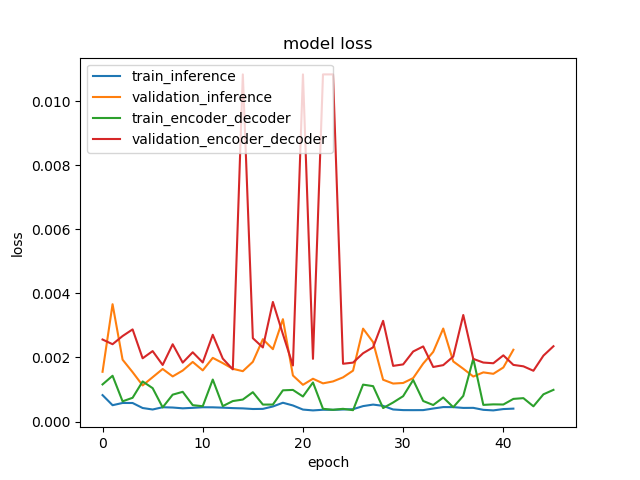 model loss
train_inference
validation_inference
train_encoder_decoder
validation_encoder_decoder
loss
0.010
0.008
0.006
0.004
0.002
0.000
0 10 20 30 40
epoch